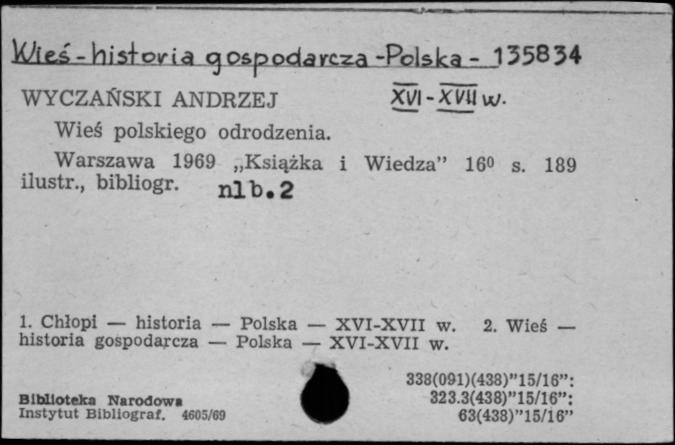 Wieś - historia gospodarcza - Polska - 135834
WYCZAŃSKI ANDRZEJ XVI - XVII w.
Wieś polskiego odrodzenia.
Warszawa 1969 „Książka i Wiedza” 16⁰ s. 189
ilustr., bibliogr. nlb. 2
1. Chłopi — historia — Polska — XVI-XVII w. 2. Wieś —
historia gospodarcza — Polska — XVI-XVII w.
338(091)(438)”15/16”:
Biblioteka Narodowa 323.3(438)”15/16”:
Instytut Bibliograf. 4605/69 63(438)”15/16”